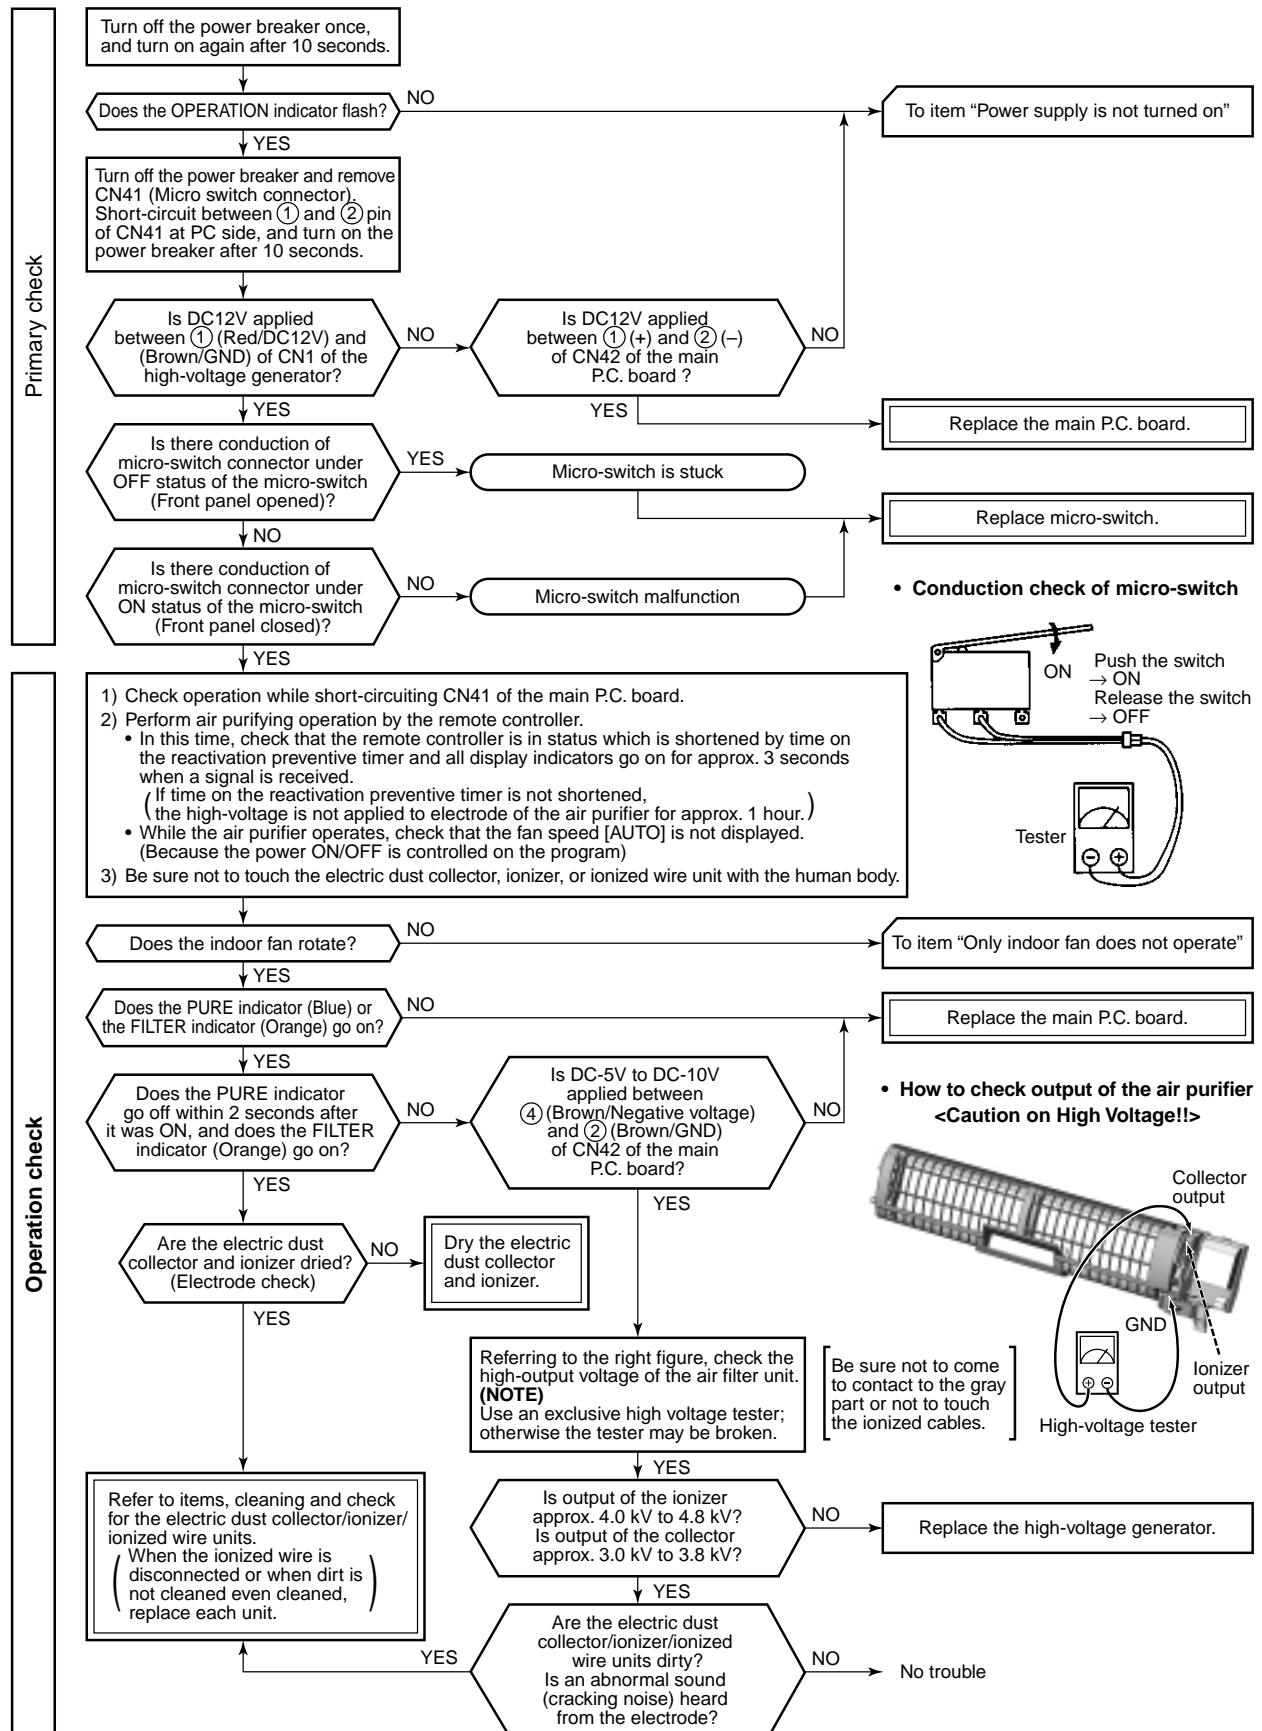 Primary check
Turn off the power breaker once,
and turn on again after 10 seconds.
Does the OPERATION indicator flash?
NO
To item “Power supply is not turned on”
YES
Turn off the power breaker and remove
CN41 (Micro switch connector).
Short-circuit between ① and ② pin
of CN41 at PC side, and turn on the
power breaker after 10 seconds.
Is DC12V applied
between ① (Red/DC12V) and
(Brown/GND) of CN1 of the
high-voltage generator?
NO
Is DC12V applied
between ① (+) and ② (–)
of CN42 of the main
P.C. board ?
NO
YES
YES
Replace the main P.C. board.
Is there conduction of
micro-switch connector under
OFF status of the micro-switch
(Front panel opened)?
YES
Micro-switch is stuck
Replace micro-switch.
NO
Is there conduction of
micro-switch connector under
ON status of the micro-switch
(Front panel closed)?
NO
Micro-switch malfunction
YES
• Conduction check of micro-switch
ON
Push the switch
→ ON
Release the switch
→ OFF
Tester
Operation check
1) Check operation while short-circuiting CN41 of the main P.C. board.
2) Perform air purifying operation by the remote controller.
• In this time, check that the remote controller is in status which is shortened by time on
the reactivation preventive timer and all display indicators go on for approx. 3 seconds
when a signal is received.
(If time on the reactivation preventive timer is not shortened,
the high-voltage is not applied to electrode of the air purifier for approx. 1 hour.)
• While the air purifier operates, check that the fan speed [AUTO] is not displayed.
(Because the power ON/OFF is controlled on the program)
3) Be sure not to touch the electric dust collector, ionizer, or ionized wire unit with the human body.
Does the indoor fan rotate?
NO
To item “Only indoor fan does not operate”
YES
Does the PURE indicator (Blue) or
the FILTER indicator (Orange) go on?
NO
Replace the main P.C. board.
YES
Does the PURE indicator
go off within 2 seconds after
it was ON, and does the FILTER
indicator (Orange) go on?
NO
Is DC-5V to DC-10V
applied between
④ (Brown/Negative voltage)
and ② (Brown/GND)
of CN42 of the main
P.C. board?
NO
YES
YES
• How to check output of the air purifier
<Caution on High Voltage!!>
Collector
output
GND
Ionizer
output
High-voltage tester
Are the electric dust
collector and ionizer dried?
(Electrode check)
NO
Dry the electric
dust collector
and ionizer.
YES
Referring to the right figure, check the
high-output voltage of the air filter unit.
(NOTE)
Use an exclusive high voltage tester;
otherwise the tester may be broken.
[Be sure not to come
to contact to the gray
part or not to touch
the ionized cables.]
YES
Is output of the ionizer
approx. 4.0 kV to 4.8 kV?
Is output of the collector
approx. 3.0 kV to 3.8 kV?
NO
Replace the high-voltage generator.
YES
Refer to items, cleaning and check
for the electric dust collector/ionizer/
ionized wire units.
(When the ionized wire is
disconnected or when dirt is
not cleaned even cleaned,
replace each unit.)
Are the electric dust
collector/ionizer/ionized
wire units dirty?
Is an abnormal sound
(cracking noise) heard
from the electrode?
YES
NO
No trouble